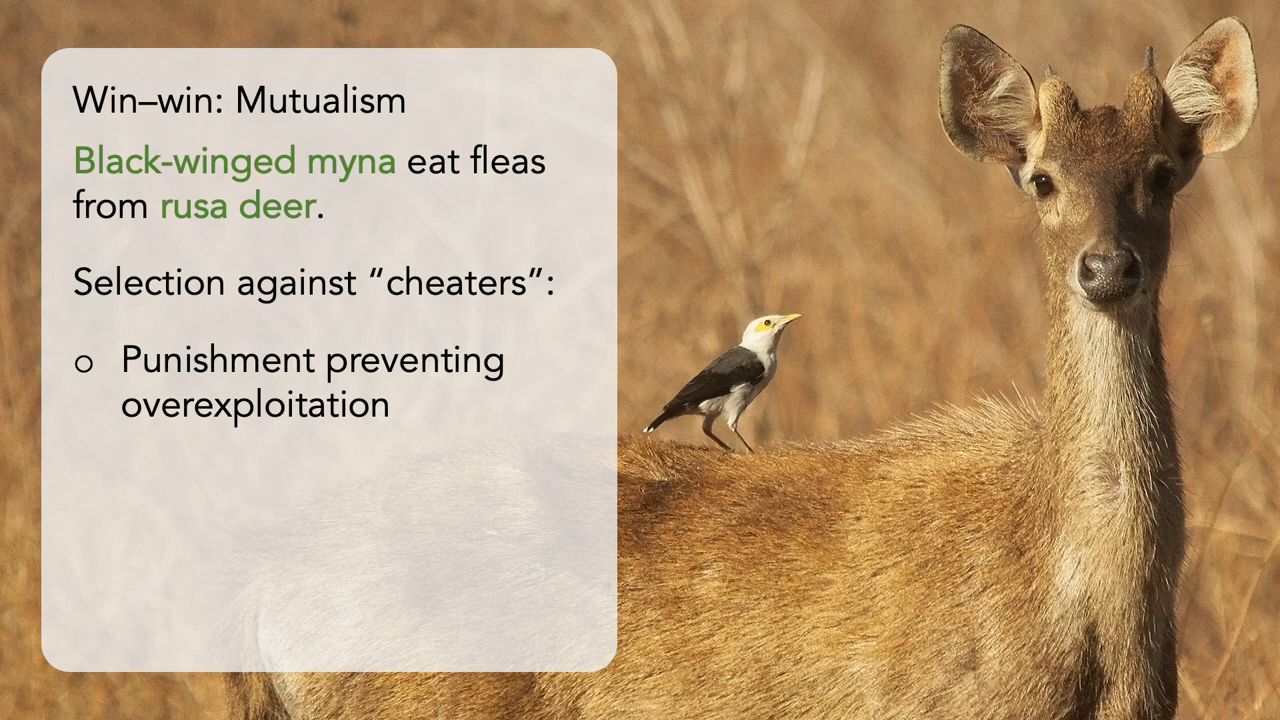 Win–win: Mutualism
Black-winged myna eat fleas
from rusa deer.
Selection against “cheaters”:
o Punishment preventing
overexploitation